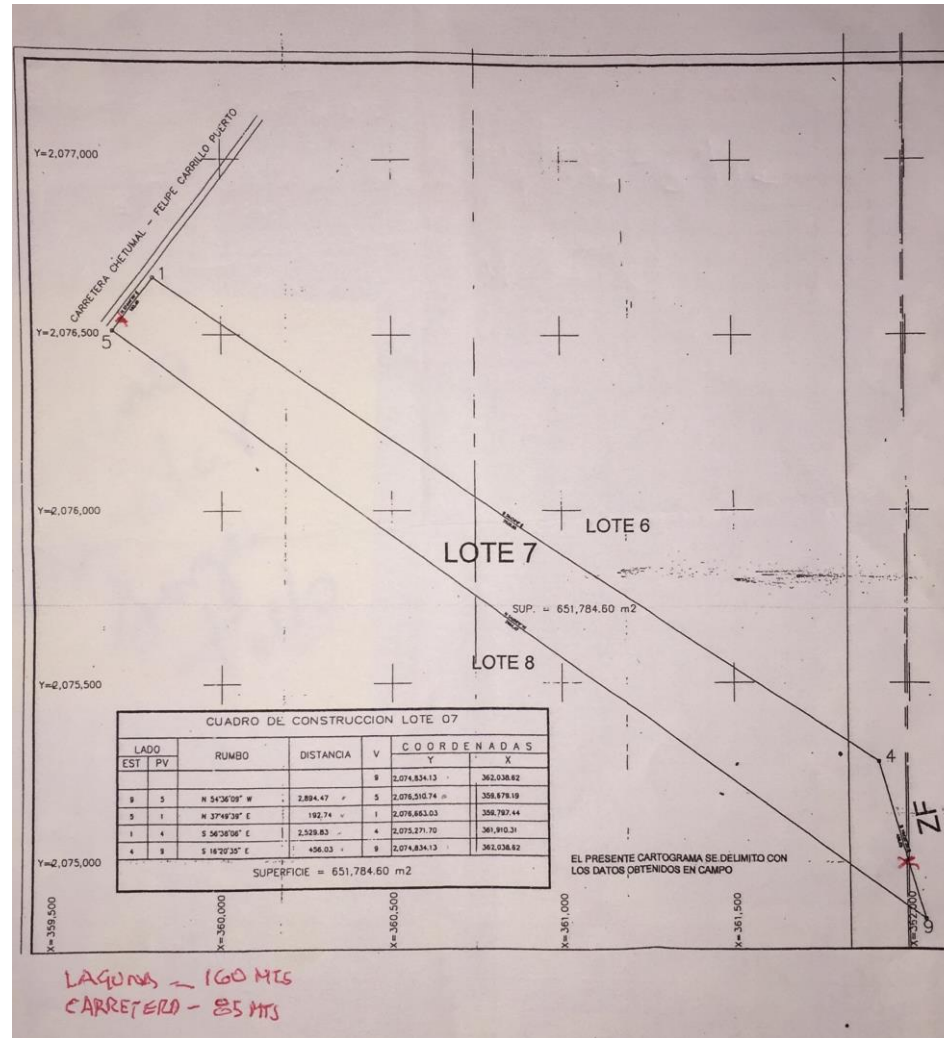 CARRETERA CHETUMAL - FELIPE CARRILLO PUERTO
Y=2,077,000
1
Y=2,076,500
5
Y=2,076,000
LOTE 6
LOTE 7
SUP. = 651,784.60 m2
LOTE 8
Y=2,075,500
4
ZF
CUADRO DE CONSTRUCCION LOTE 07
LADO RUMBO DISTANCIA V COORDENADAS
EST PV Y X
9 2,074,834.13 362,038.62
9 5 N 54°36'09" W 2,894.47 5 2,076,510.74 359,679.19
5 1 N 37°49'39" E 192.74 1 2,076,663.03 359,797.44
1 4 S 56°38'06" E 2,529.83 4 2,075,271.70 361,910.31
4 9 S 16°20'35" E 456.03 9 2,074,834.13 362,038.62
SUPERFICIE = 651,784.60 m2
Y=2,075,000
EL PRESENTE CARTOGRAMA SE DELIMITO CON
LOS DATOS OBTENIDOS EN CAMPO
9
X=359,500
X=360,000
X=360,500
X=361,000
X=361,500
X=362,000
LAGUNA - 160 MTS
CARRETERA - 85 MTS